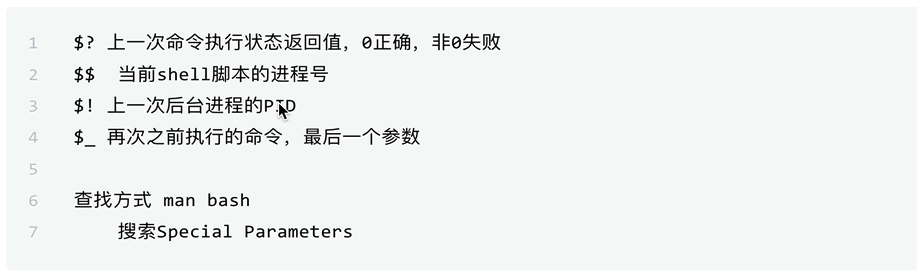 1 $? 上一次命令执行状态返回值，0正确，非0失败
2 $$  当前shell脚本的进程号
3 $! 上一次后台进程的PID
4 $_ 再次之前执行的命令，最后一个参数
5
6 查找方式 man bash
7     搜索Special Parameters